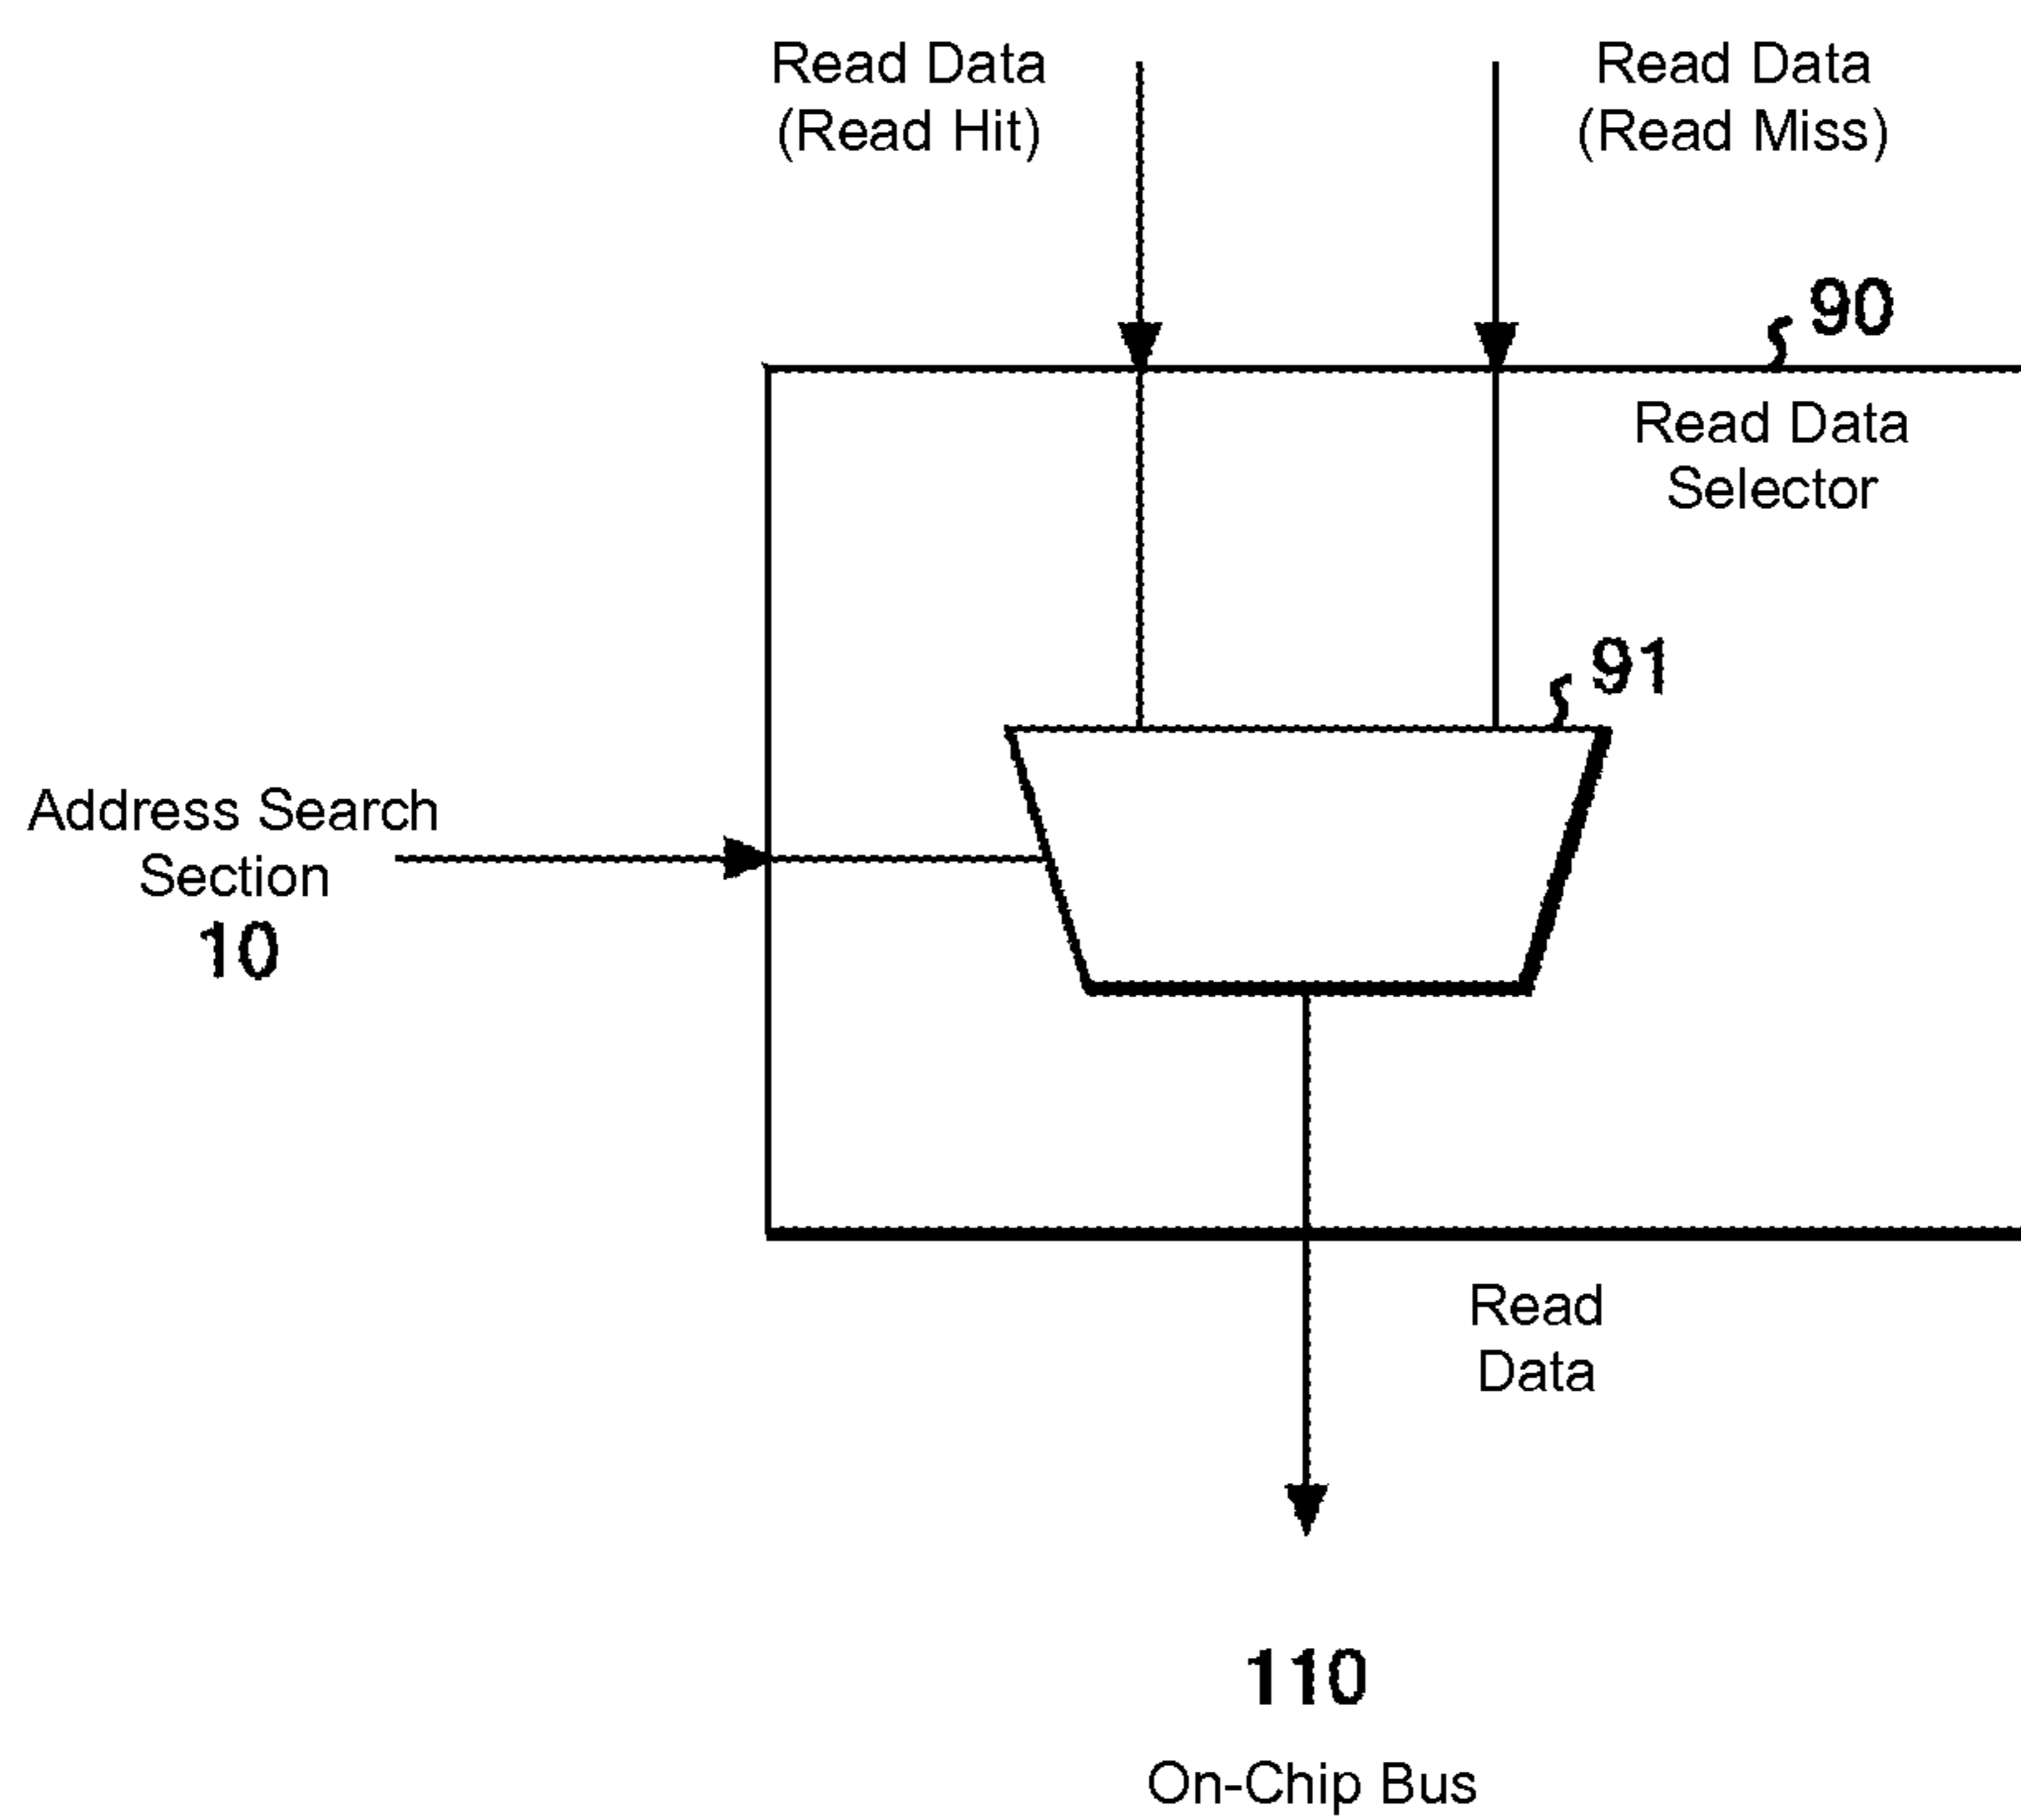 Read Data
(Read Hit)
Read Data
(Read Miss)
90
Read Data
Selector
91
Address Search
Section
10
Read
Data
110
On-Chip Bus